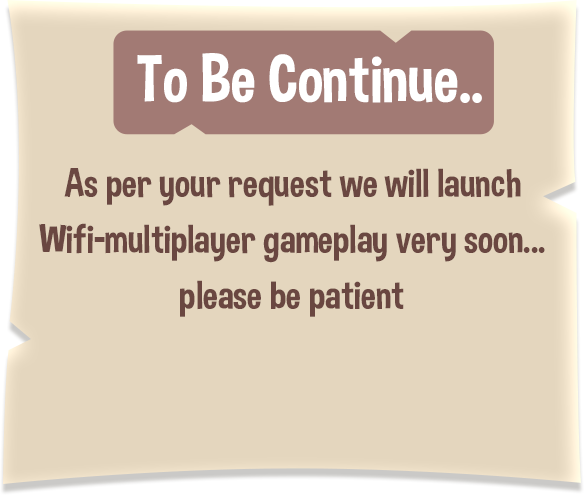 To Be Continue..
As per your request we will launch
Wifi-multiplayer gameplay very soon...
please be patient